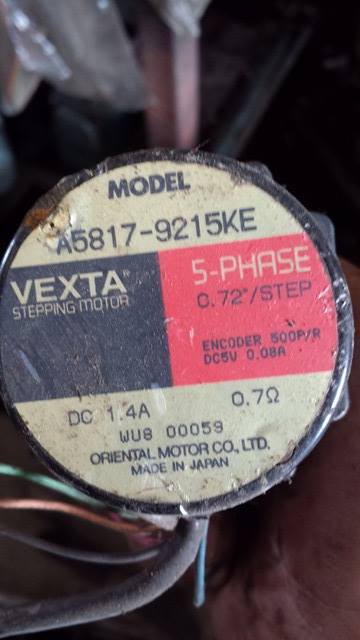 MODEL
A5817-9215KE
VEXTA®
STEPPING MOTOR
5-PHASE
0.72°/STEP
ENCODER 500P/R
DC5V 0.08A
DC 1.4A 0.7Ω
WU8 00059
ORIENTAL MOTOR CO., LTD.
MADE IN JAPAN